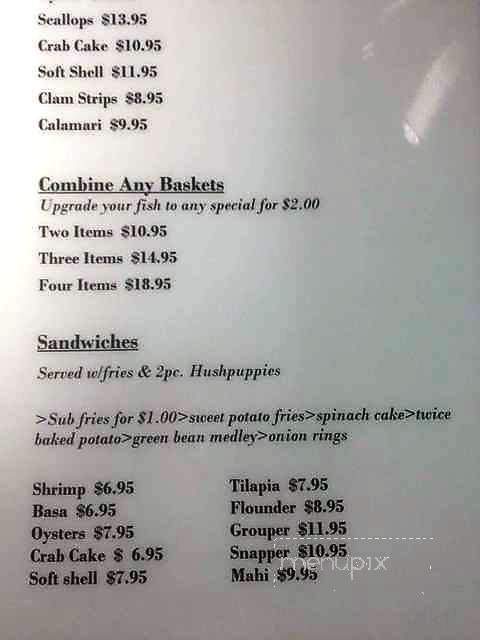 Scallops $13.95
Crab Cake $10.95
Soft Shell $11.95
Clam Strips $8.95
Calamari $9.95
Combine Any Baskets
Upgrade your fish to any special for $2.00
Two Items $10.95
Three Items $14.95
Four Items $18.95
Sandwiches
Served w/fries & 2pc. Hushpuppies
>Sub fries for $1.00>sweet potato fries>spinach cake>twice
baked potato>green bean medley>onion rings
Shrimp $6.95
Basa $6.95
Oysters $7.95
Crab Cake $ 6.95
Soft shell $7.95
Tilapia $7.95
Flounder $8.95
Grouper $11.95
Snapper $10.95
Mahi $9.95
menupix